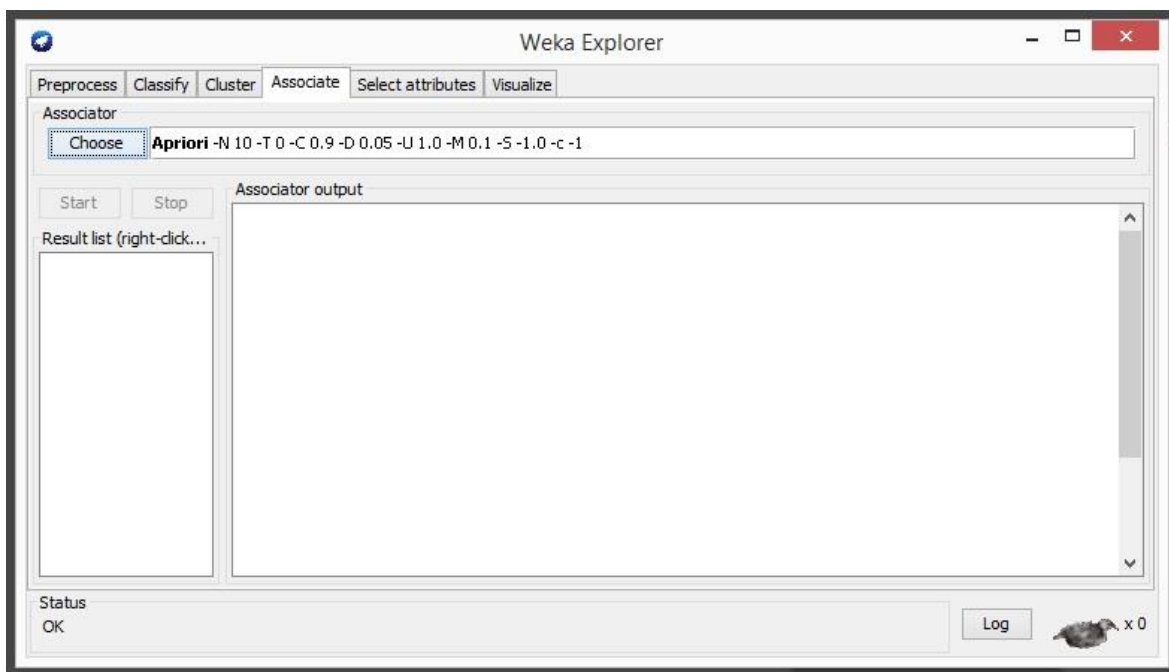 Weka Explorer
Preprocess Classify Cluster Associate Select attributes Visualize
Associator
Choose Apriori -N 10 -T 0 -C 0.9 -D 0.05 -U 1.0 -M 0.1 -S -1.0 -c -1
Start Stop
Associator output
Result list (right-click...
Status
OK
Log x 0